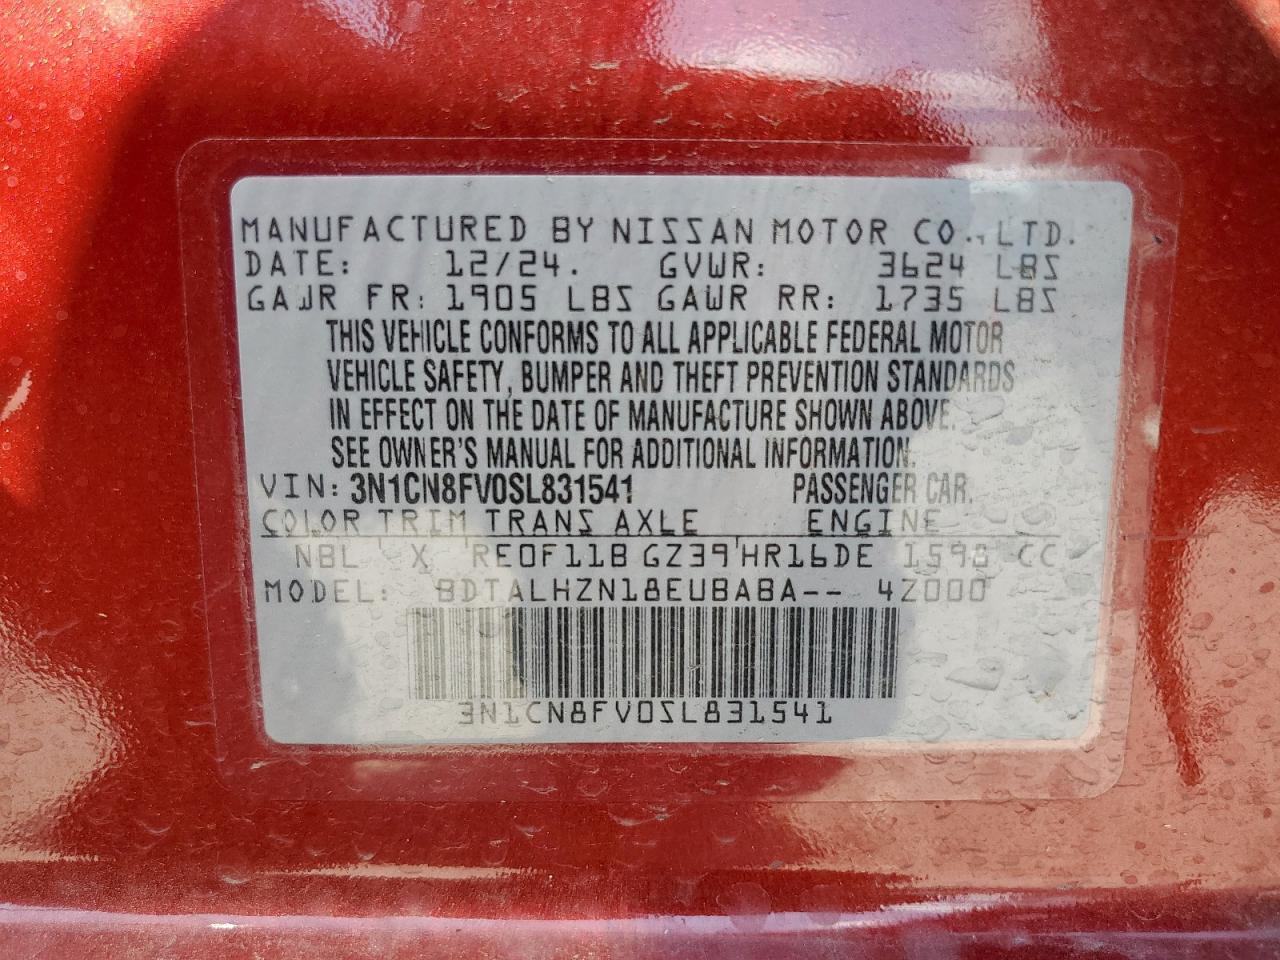 MANUFACTURED BY NISSAN MOTOR CO., LTD.
DATE: 12/24. GVWR: 3624 LBS
GAWR FR: 1905 LBS GAWR RR: 1735 LBS
THIS VEHICLE CONFORMS TO ALL APPLICABLE FEDERAL MOTOR
VEHICLE SAFETY, BUMPER AND THEFT PREVENTION STANDARDS
IN EFFECT ON THE DATE OF MANUFACTURE SHOWN ABOVE.
SEE OWNER'S MANUAL FOR ADDITIONAL INFORMATION.
VIN: 3N1CN8FV0SL831541 PASSENGER CAR.
COLOR TRIM TRANS AXLE ENGINE
NBL X RE0F11B GZ39 HR16DE 1598 CC
MODEL: BDTALHZN18EUBABA-- 4Z000
3N1CN8FV0SL831541